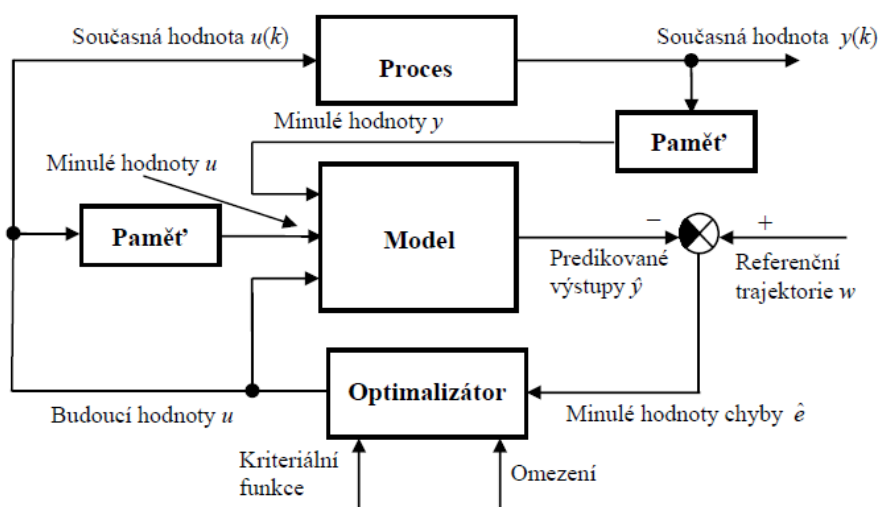 Současná hodnota u(k)
Proces
Současná hodnota y(k)
Minulé hodnoty y
Paměť
Minulé hodnoty u
Paměť
Model
−
+
Predikované
výstupy ŷ
Referenční
trajektorie w
Optimalizátor
Budoucí hodnoty u
Minulé hodnoty chyby ê
Kriteriální
funkce
Omezení